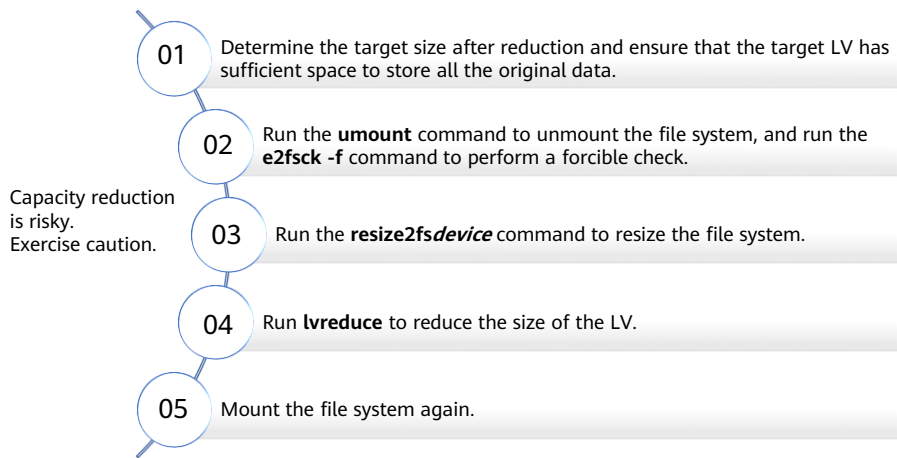 01
Determine the target size after reduction and ensure that the target LV has
sufficient space to store all the original data.
02
Run the umount command to unmount the file system, and run the
e2fsck -f command to perform a forcible check.
Capacity reduction
is risky.
Exercise caution.
03
Run the resize2fsdevice command to resize the file system.
04
Run lvreduce to reduce the size of the LV.
05
Mount the file system again.